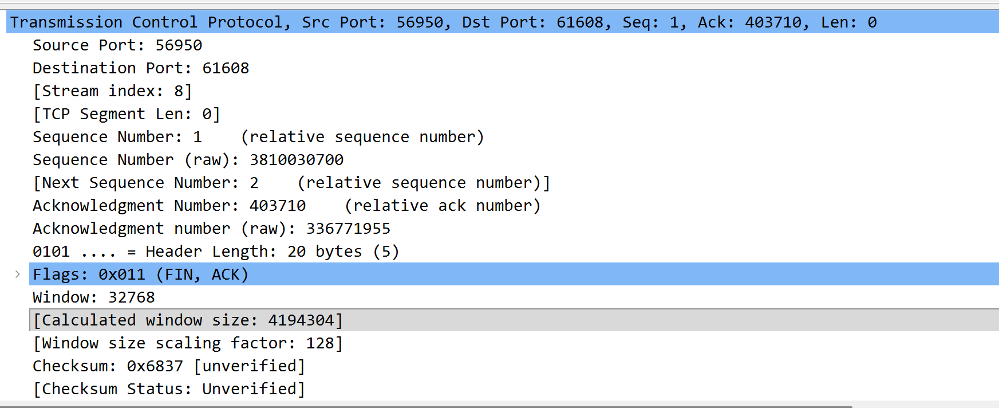 Transmission Control Protocol, Src Port: 56950, Dst Port: 61608, Seq: 1, Ack: 403710, Len: 0
Source Port: 56950
Destination Port: 61608
[Stream index: 8]
[TCP Segment Len: 0]
Sequence Number: 1    (relative sequence number)
Sequence Number (raw): 3810030700
[Next Sequence Number: 2    (relative sequence number)]
Acknowledgment Number: 403710    (relative ack number)
Acknowledgment number (raw): 336771955
0101 .... = Header Length: 20 bytes (5)
Flags: 0x011 (FIN, ACK)
Window: 32768
[Calculated window size: 4194304]
[Window size scaling factor: 128]
Checksum: 0x6837 [unverified]
[Checksum Status: Unverified]